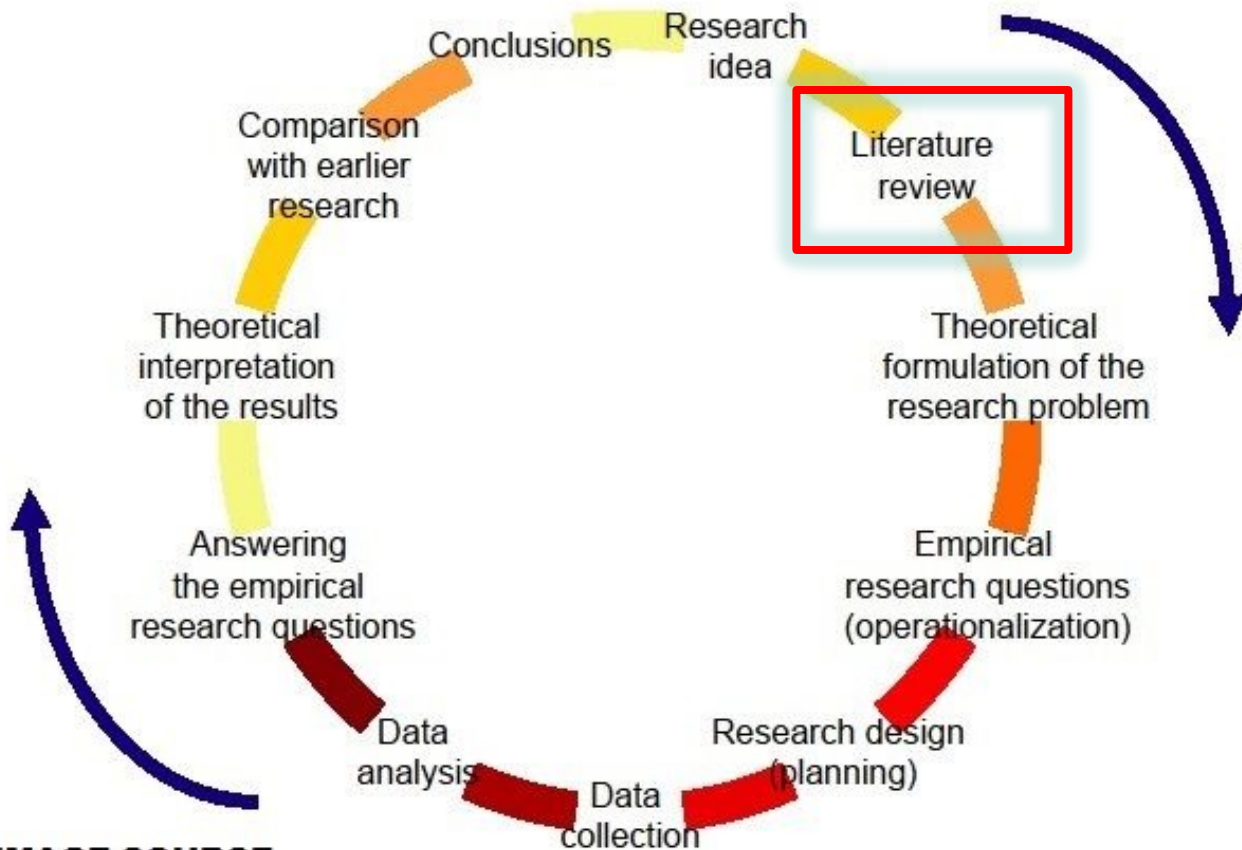 Research
idea
Literature
review
Theoretical
formulation of the
research problem
Empirical
research questions
(operationalization)
Research design
(planning)
Data
collection
Data
analysis
Answering
the empirical
research questions
Theoretical
interpretation
of the results
Comparison
with earlier
research
Conclusions